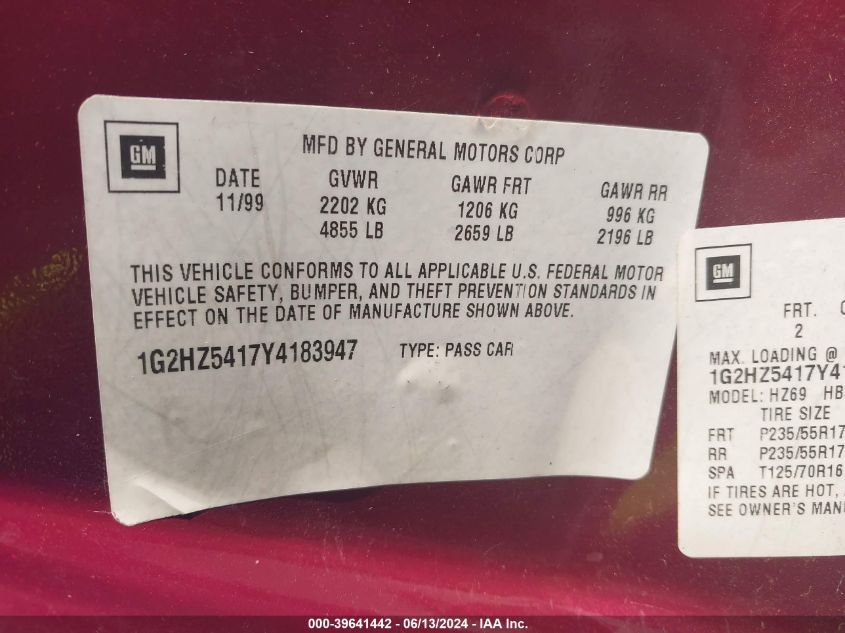 GM
MFD BY GENERAL MOTORS CORP
DATE GVWR GAWR FRT GAWR RR
11/99 2202 KG 1206 KG 996 KG
4855 LB 2659 LB 2196 LB
THIS VEHICLE CONFORMS TO ALL APPLICABLE U.S. FEDERAL MOTOR
VEHICLE SAFETY, BUMPER, AND THEFT PREVENTION STANDARDS IN
EFFECT ON THE DATE OF MANUFACTURE SHOWN ABOVE.
1G2HZ5417Y4183947 TYPE: PASS CAR
GM
FRT.
2
MAX. LOADING @
1G2HZ5417Y41
MODEL: HZ69 HB
TIRE SIZE
FRT P235/55R17
RR P235/55R17
SPA T125/70R16
IF TIRES ARE HOT,
SEE OWNER'S MANU
000-39641442 - 06/13/2024 - IAA Inc.